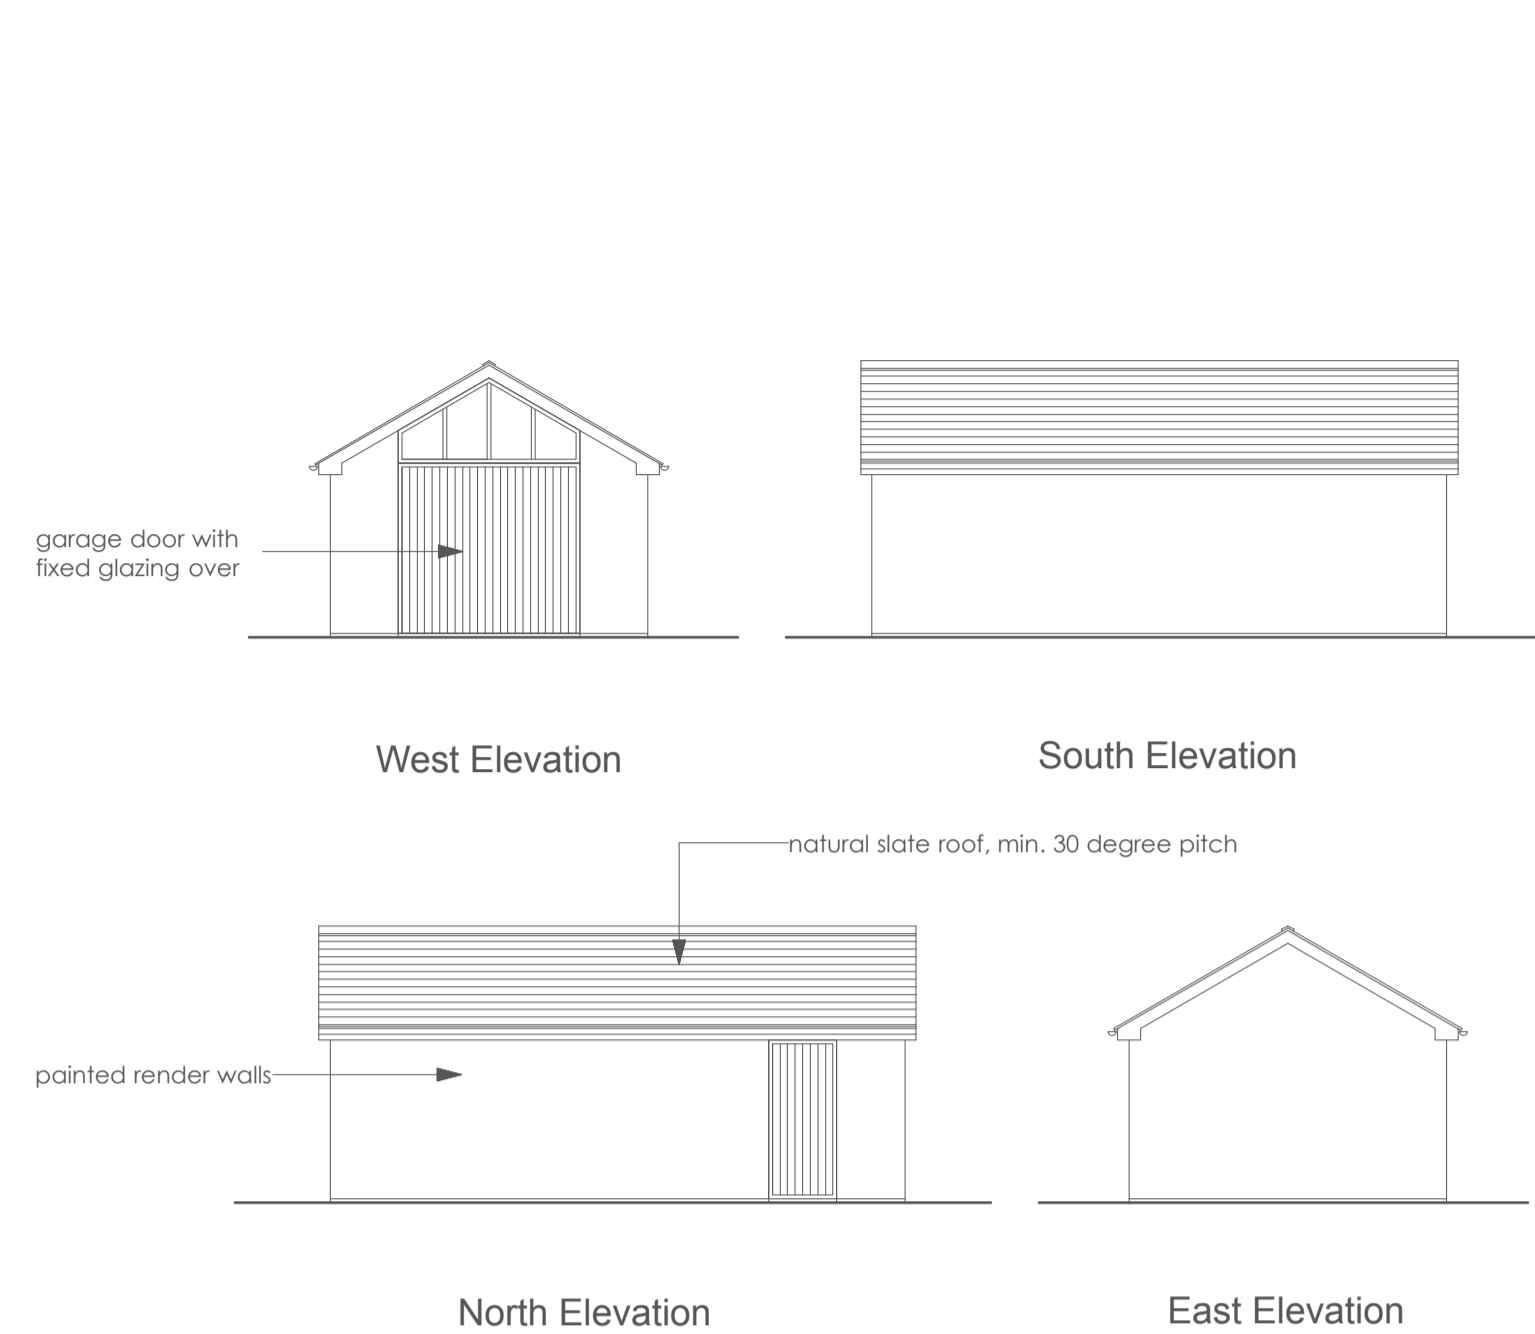 garage door with
fixed glazing over
West Elevation
South Elevation
natural slate roof, min. 30 degree pitch
painted render walls
North Elevation
East Elevation